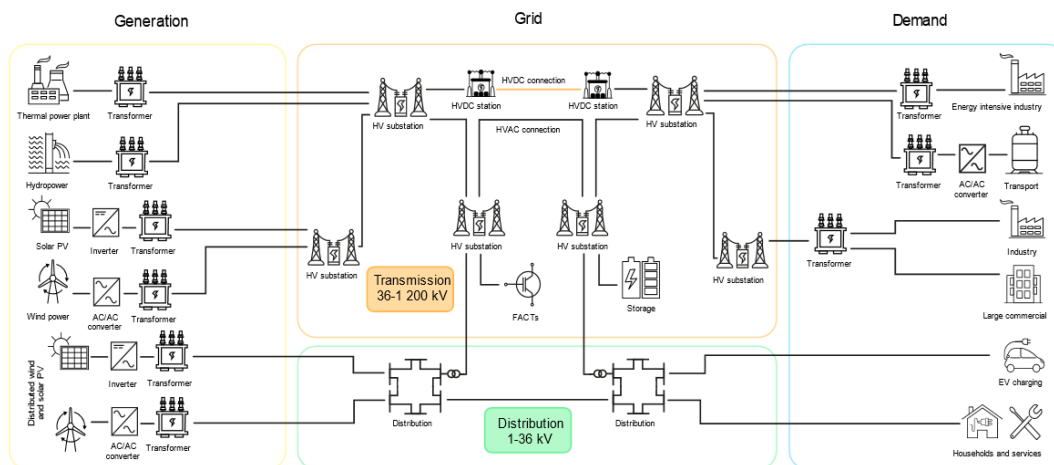 Generation
Grid
Demand
Thermal power plant
Transformer
HV substation
HVDC station
HVDC connection
HVDC station
HV substation
Transformer
Energy intensive industry
HVAC connection
Hydropower
Transformer
Transformer
AC/AC
converter
Transport
Solar PV
Inverter
Transformer
HV substation
HV substation
HV substation
Transformer
Industry
HV substation
Transmission
36-1 200 kV
Wind power
AC/AC
converter
Transformer
FACTs
Storage
Large commercial
Distributed wind
and solar PV
Inverter
Transformer
EV charging
AC/AC
converter
Transformer
Distribution
Distribution
1-36 kV
Distribution
Households and services